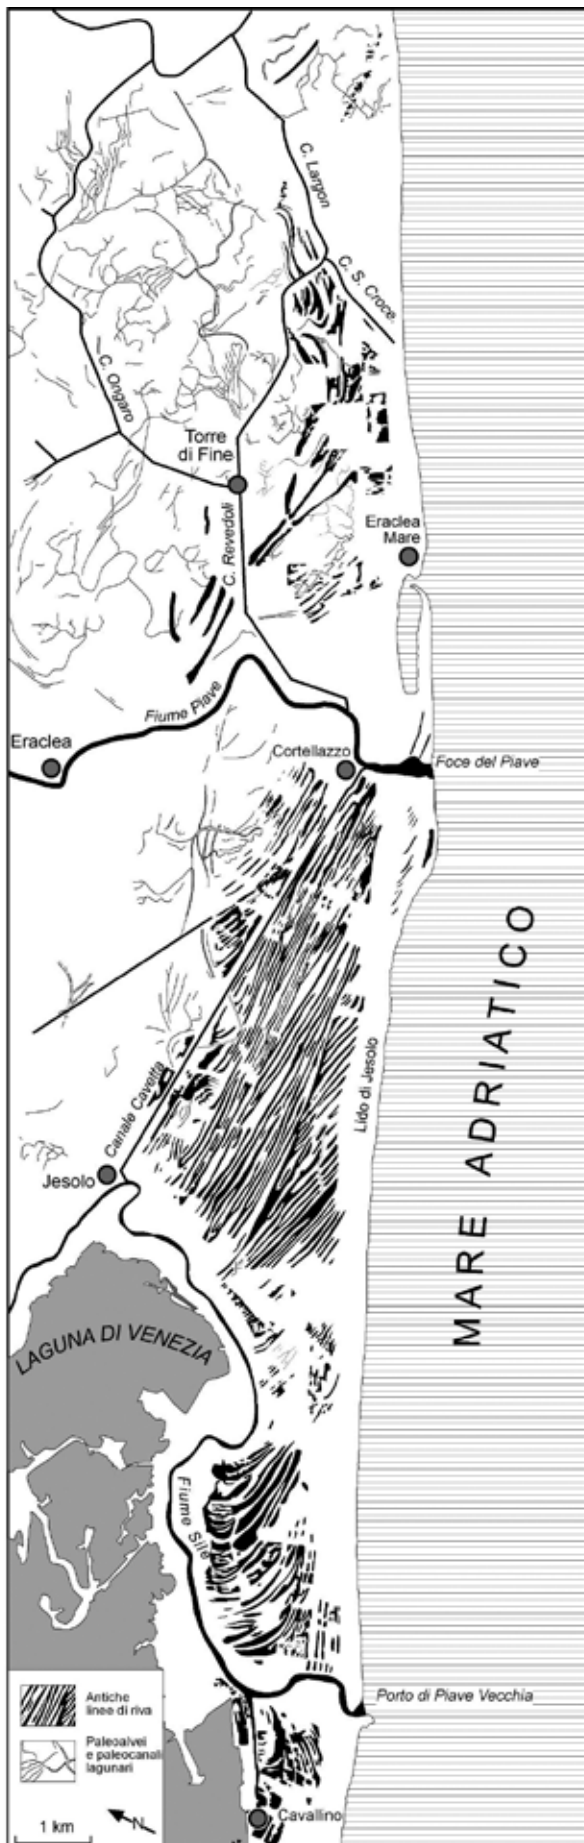 C. Largon
C. S. Croce
C. Ongaro
Torre
di Fine
C. Revedoli
Eraclea
Mare
Fiume Piave
Eraclea
Cortellazzo
Foce del Piave
MARE ADRIATICO
Lido di Jesolo
Canale Cavetta
Jesolo
LAGUNA DI VENEZIA
Fiume Sile
Porto di Piave Vecchia
Antiche
linee di riva
Paleoalvei
e paleocanali
lagunari
1 km
N
Cavallino